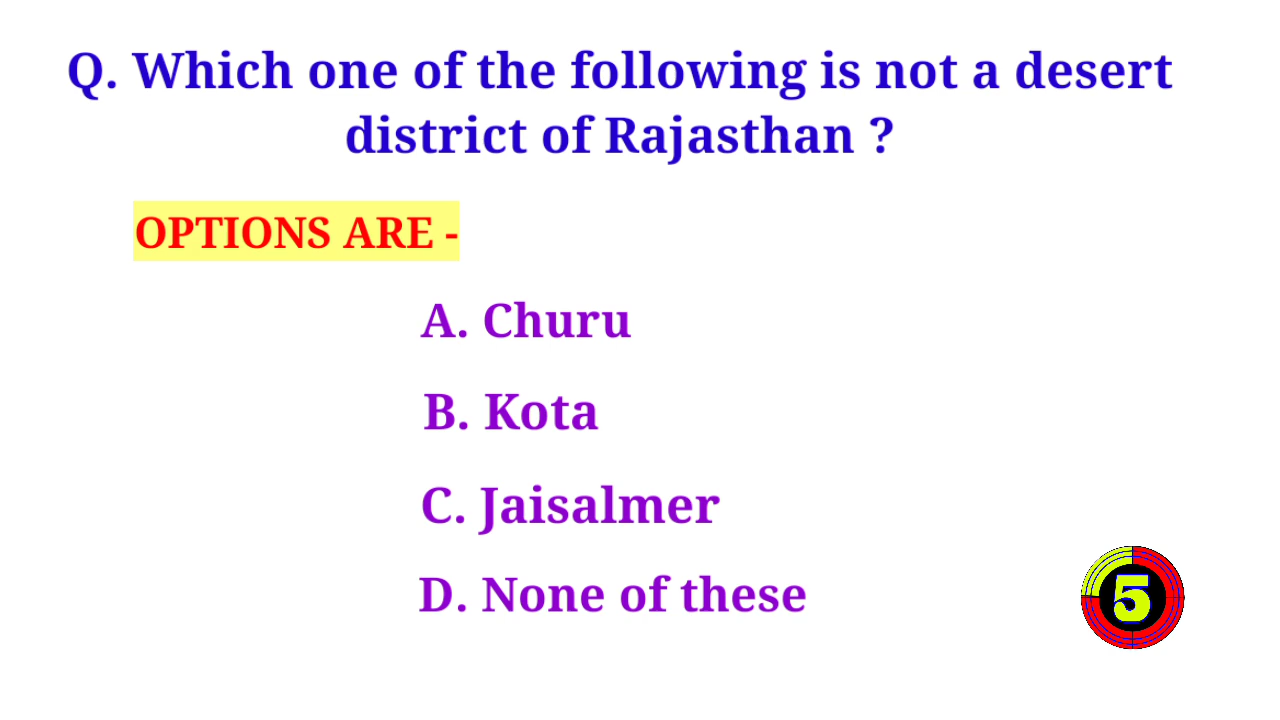 Q. Which one of the following is not a desert
district of Rajasthan ?
OPTIONS ARE -
A. Churu
B. Kota
C. Jaisalmer
D. None of these
5